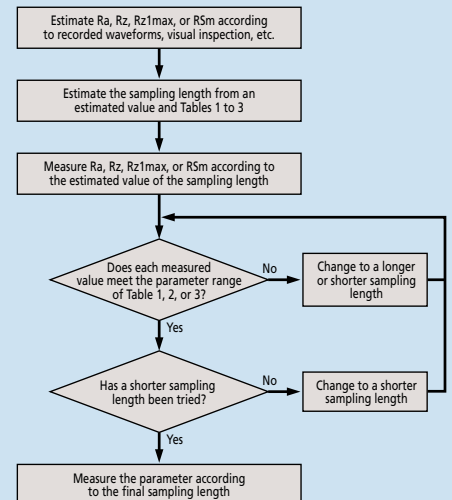 Estimate Ra, Rz, Rz1max, or RSm according
to recorded waveforms, visual inspection, etc.
Estimate the sampling length from an
estimated value and Tables 1 to 3
Measure Ra, Rz, Rz1max, or RSm according to
the estimated value of the sampling length
Does each measured
value meet the parameter range
of Table 1, 2, or 3?
No
Change to a longer
or shorter sampling
length
Yes
Has a shorter sampling
length been tried?
No
Change to a shorter
sampling length
Yes
Measure the parameter according
to the final sampling length